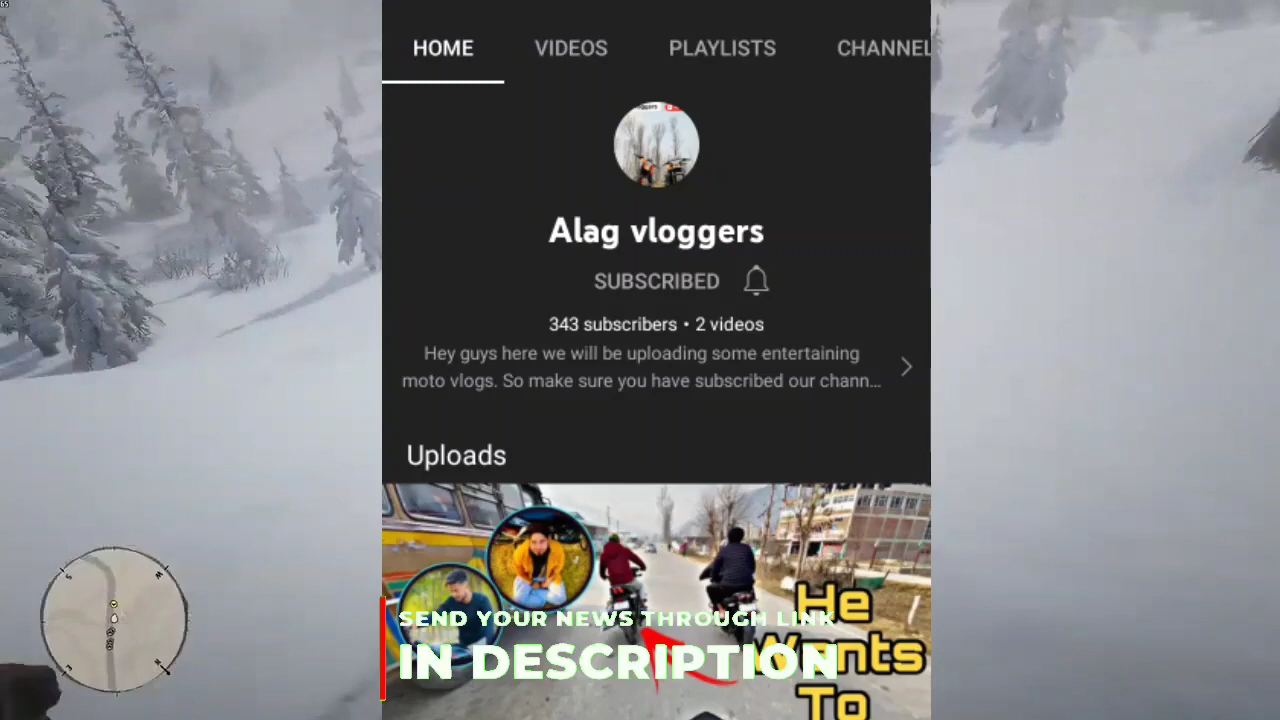 65
HOME VIDEOS PLAYLISTS CHANNEL
Alag vloggers
SUBSCRIBED
343 subscribers • 2 videos
Hey guys here we will be uploading some entertaining
moto vlogs. So make sure you have subscribed our chann...
Uploads
He
Wants
To
SEND YOUR NEWS THROUGH LINK
IN DESCRIPTION